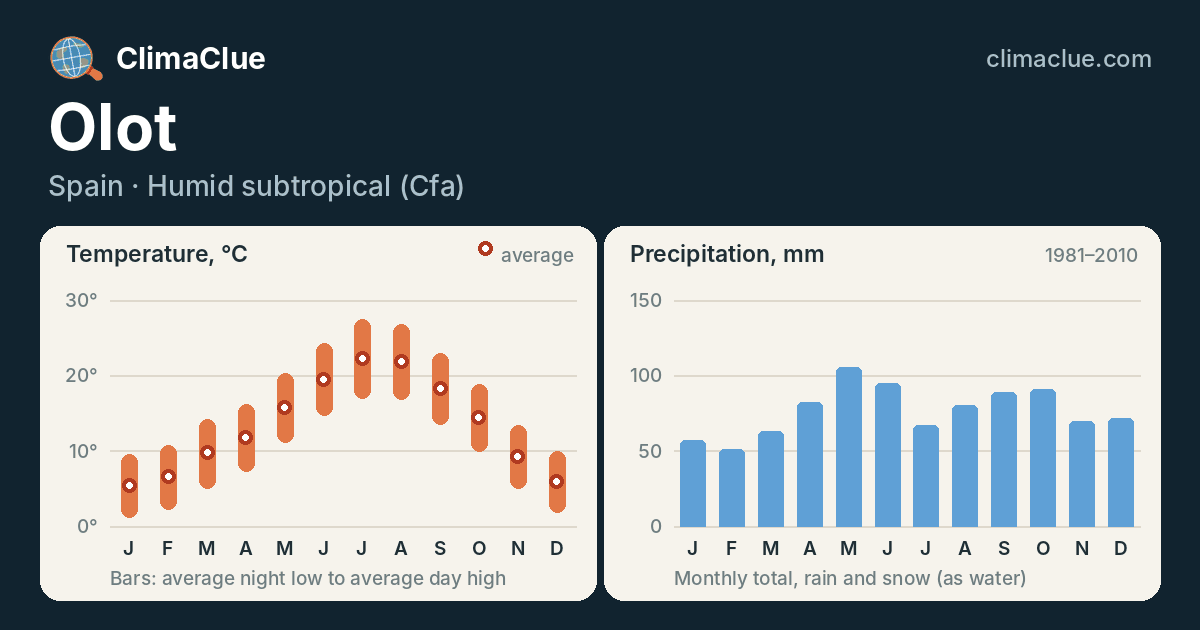 ClimaClue
climaclue.com
Olot
Spain · Humid subtropical (Cfa)
Temperature, °C
average
30°
20°
10°
0°
J F M A M J J A S O N D
Bars: average night low to average day high
Precipitation, mm
1981–2010
150
100
50
0
J F M A M J J A S O N D
Monthly total, rain and snow (as water)